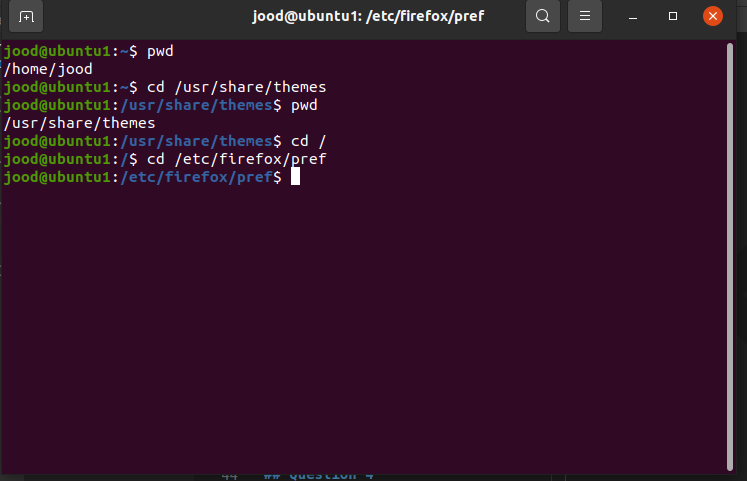 jood@ubuntu1: /etc/firefox/pref
jood@ubuntu1:~$ pwd
/home/jood
jood@ubuntu1:~$ cd /usr/share/themes
jood@ubuntu1:/usr/share/themes$ pwd
/usr/share/themes
jood@ubuntu1:/usr/share/themes$ cd /
jood@ubuntu1:/$ cd /etc/firefox/pref
jood@ubuntu1:/etc/firefox/pref$
44 ## Question 4